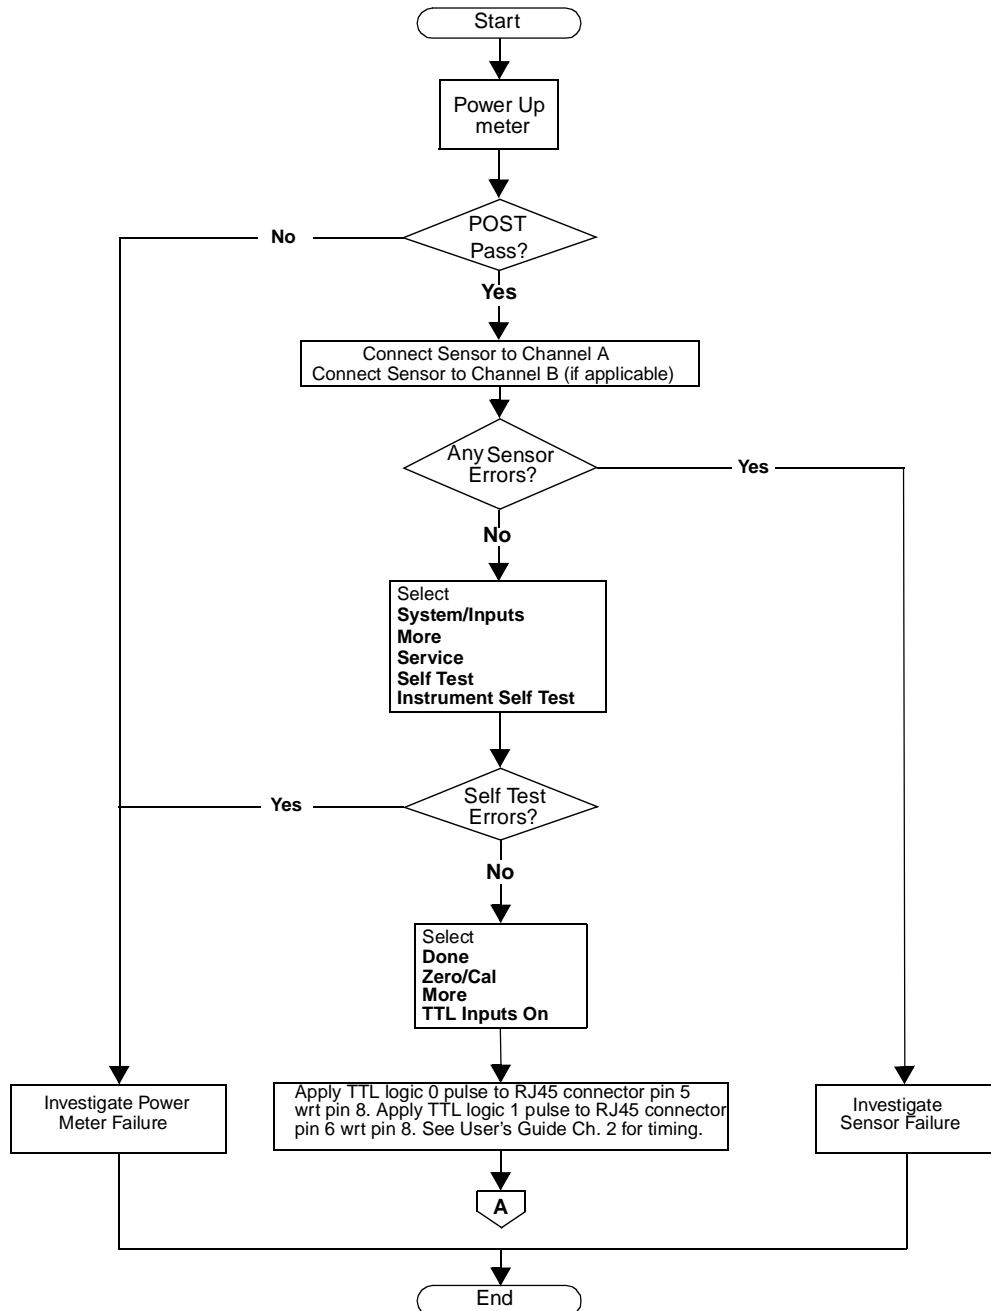 Start
Power Up
meter
POST
Pass?
No
Yes
Connect Sensor to Channel A
Connect Sensor to Channel B (if applicable)
Any Sensor
Errors?
Yes
No
Select
System/Inputs
More
Service
Self Test
Instrument Self Test
Self Test
Errors?
Yes
No
Select
Done
Zero/Cal
More
TTL Inputs On
Investigate Power
Meter Failure
Apply TTL logic 0 pulse to RJ45 connector pin 5
wrt pin 8. Apply TTL logic 1 pulse to RJ45 connector
pin 6 wrt pin 8. See User's Guide Ch. 2 for timing.
Investigate
Sensor Failure
A
End